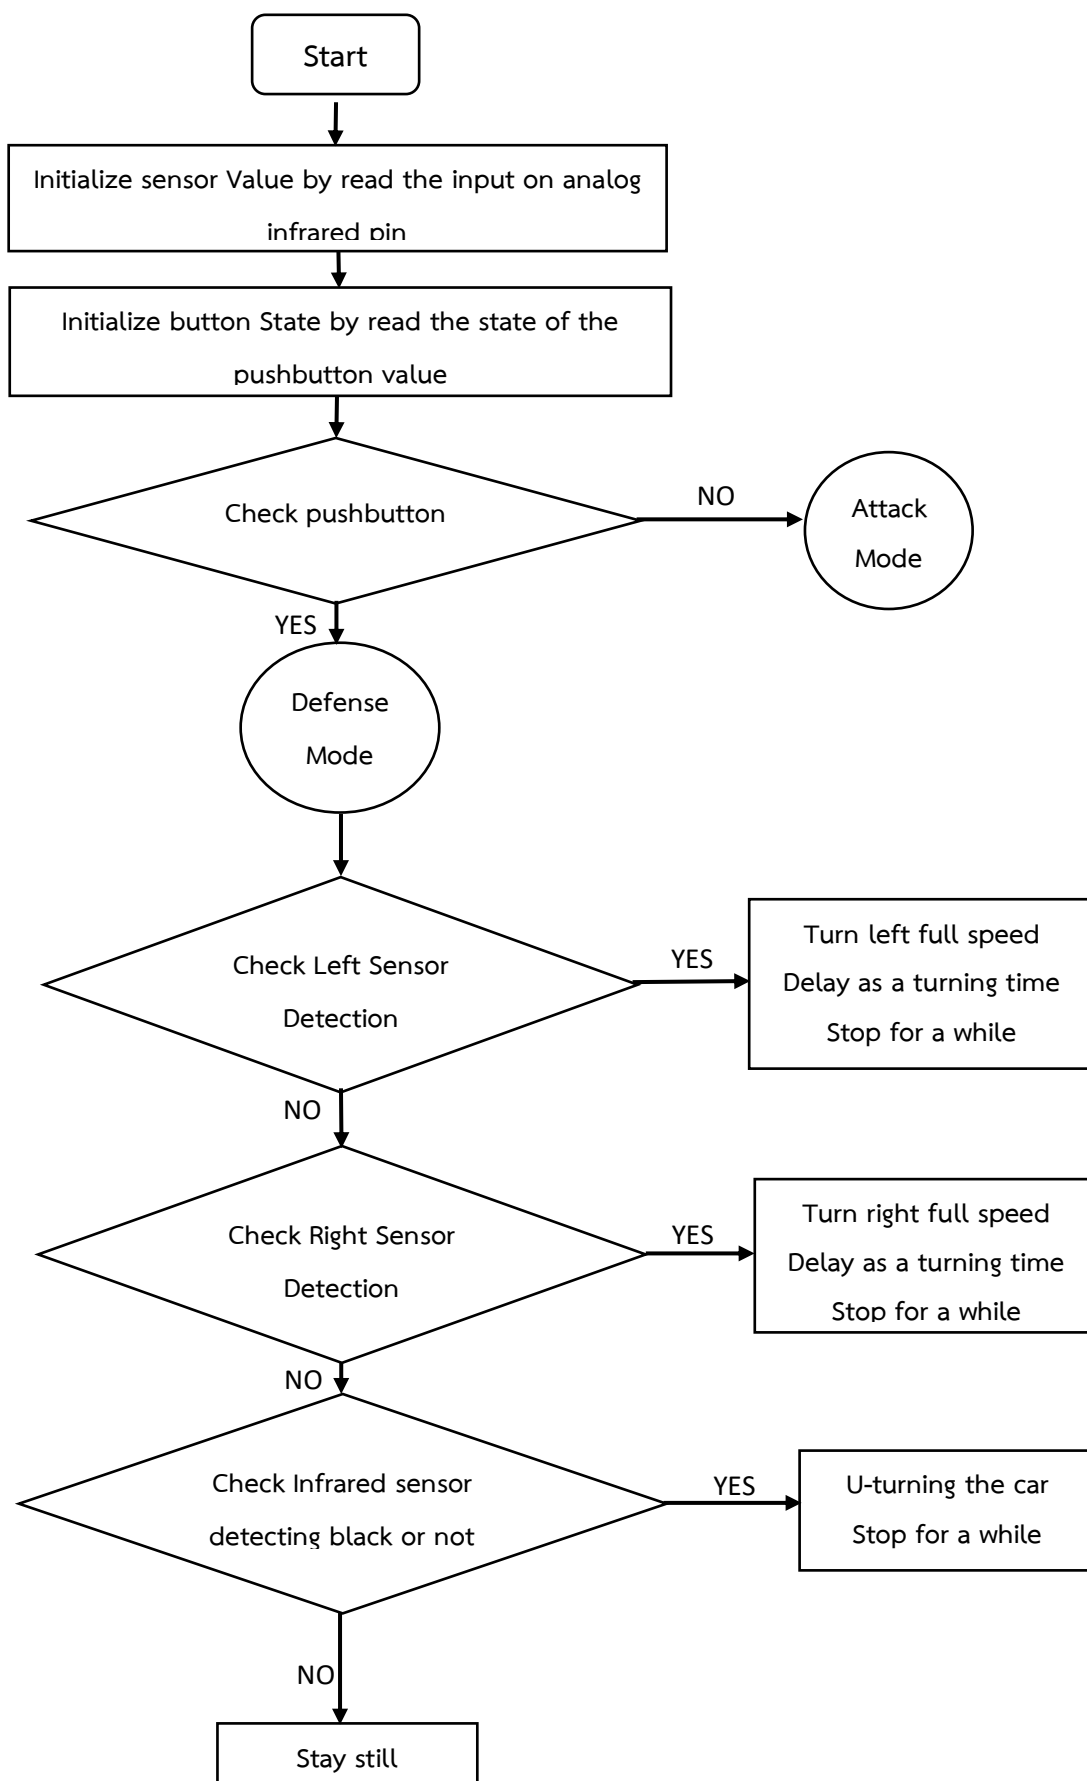 Start
Initialize sensor Value by read the input on analog
infrared pin
Initialize button State by read the state of the
pushbutton value
Check pushbutton
NO
Attack
Mode
YES
Defense
Mode
Check Left Sensor
Detection
YES
Turn left full speed
Delay as a turning time
Stop for a while
NO
Check Right Sensor
Detection
YES
Turn right full speed
Delay as a turning time
Stop for a while
NO
Check Infrared sensor
detecting black or not
YES
U-turning the car
Stop for a while
NO
Stay still